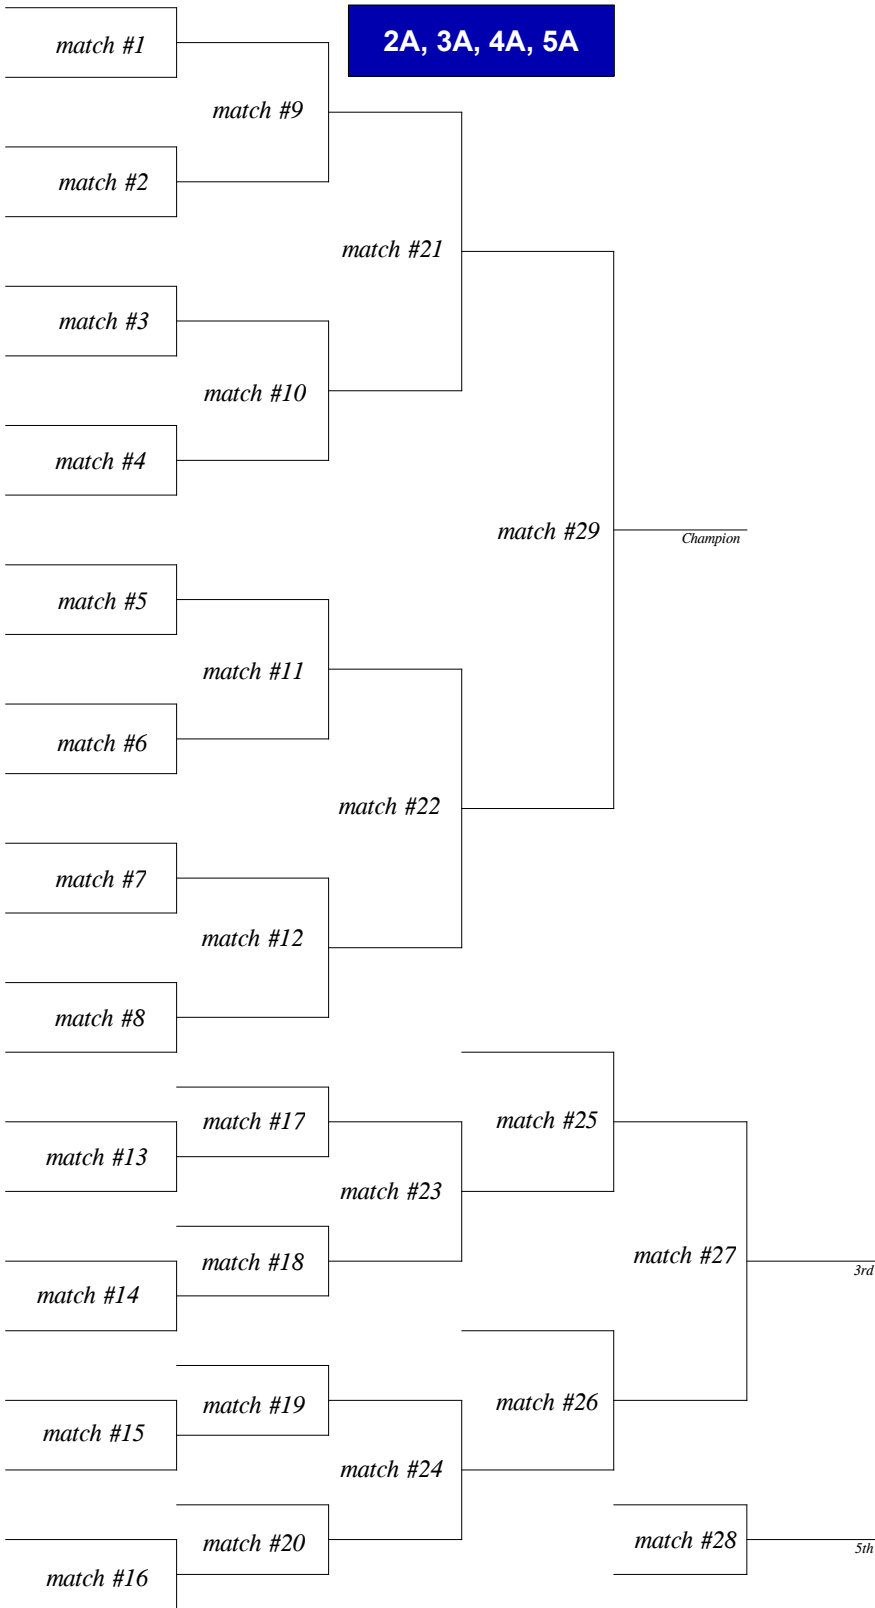 2A, 3A, 4A, 5A
match #1
match #9
match #2
match #21
match #3
match #10
match #4
match #29
Champion
match #5
match #11
match #6
match #22
match #7
match #12
match #8
match #17
match #25
match #13
match #23
match #18
match #27
3rd
match #14
match #19
match #26
match #15
match #24
match #20
match #28
5th
match #16